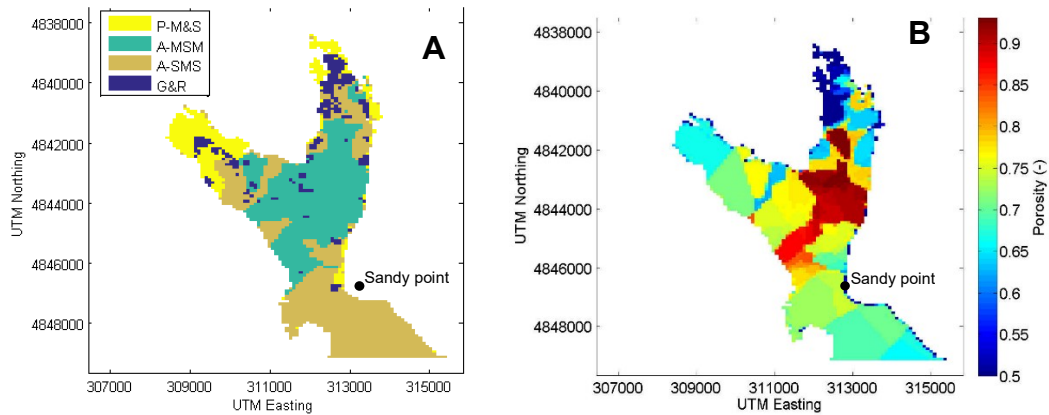 P-M&S
A-MSM
A-SMS
G&R
A
4838000
4840000
4842000
4844000
4846000
4848000
UTM Northing
Sandy point
307000 309000 311000 313000 315000
UTM Easting
B
4838000
4840000
4842000
4844000
4846000
4848000
UTM Northing
Sandy point
307000 309000 311000 313000 315000
UTM Easting
0.9
0.85
0.8
0.75
0.7
0.65
0.6
0.55
0.5
Porosity (-)